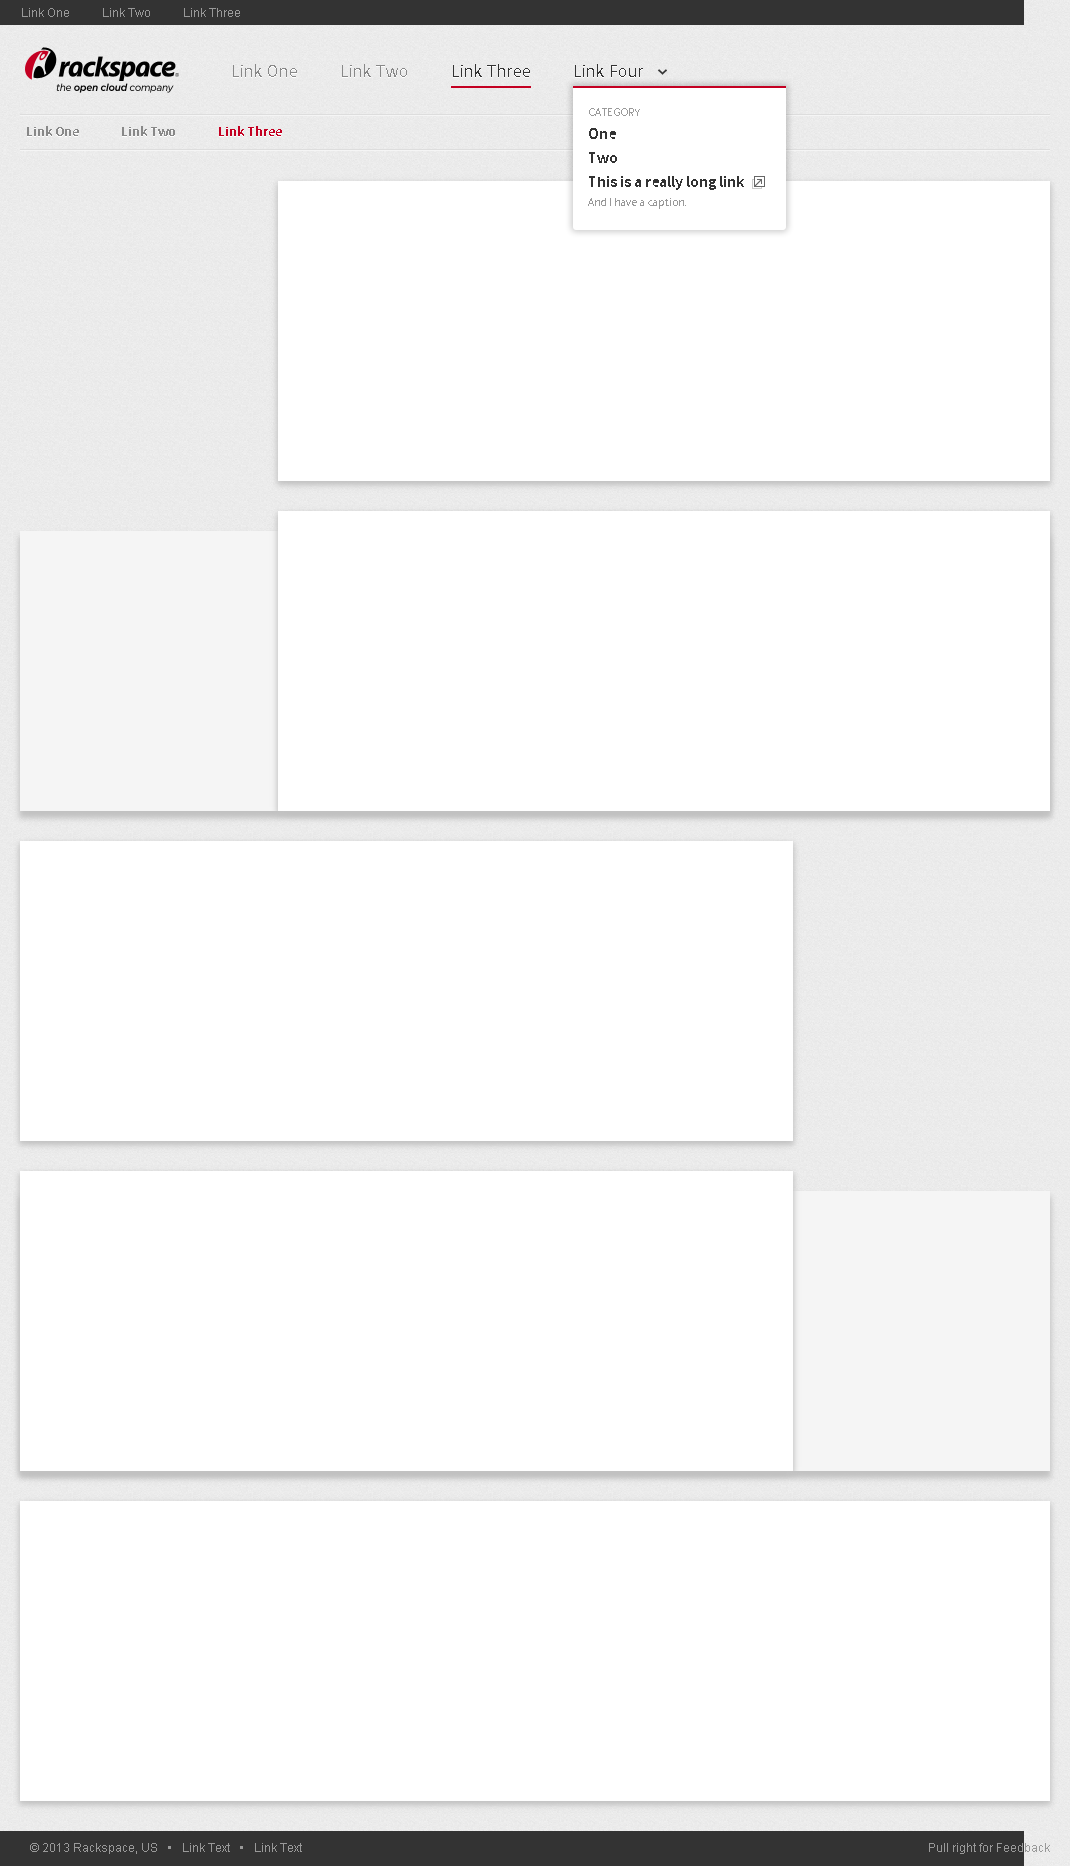 Link One Link Two Link Three
rackspace
the open cloud company
Link One Link Two Link Three Link Four
CATEGORY
One
Two
This is a really long link
And I have a caption.
Link One Link Two Link Three
© 2013 Rackspace, US • Link Text • Link Text Pull right for Feedback